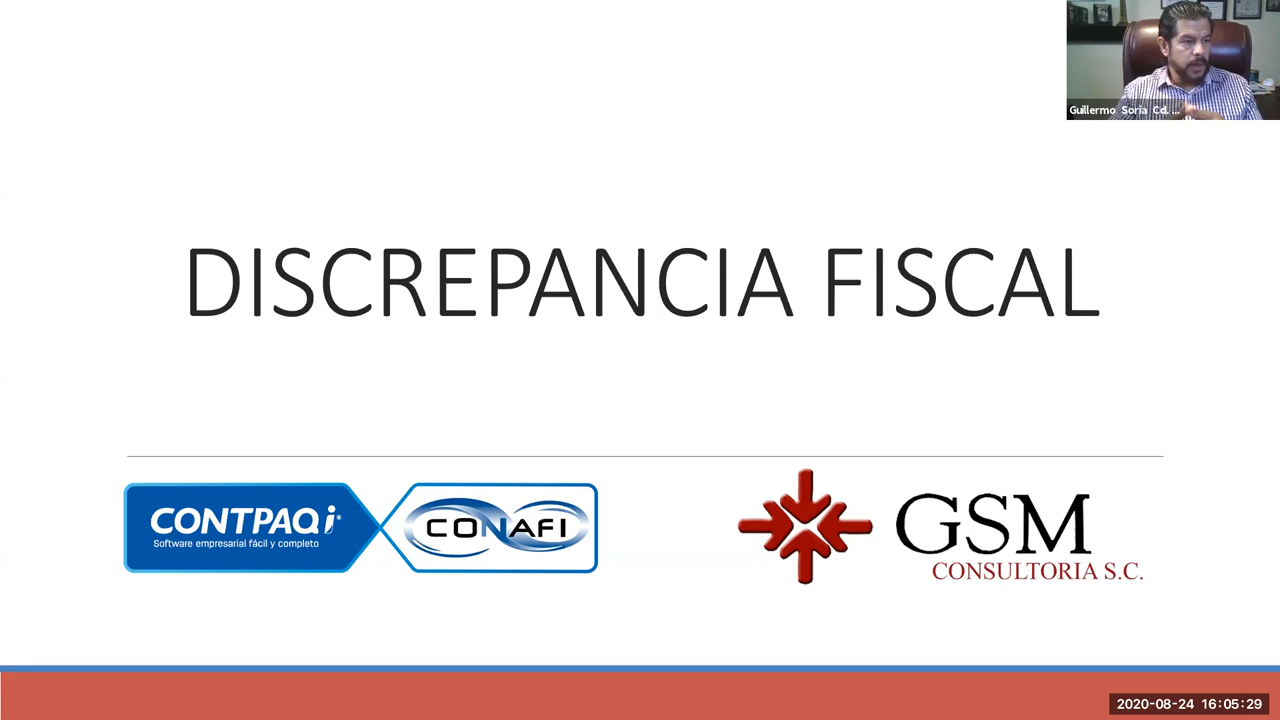 Guillermo Soria Cd. ...
DISCREPANCIA FISCAL
CONTPAQi®
Software empresarial fácil y completo
CONAFI
GSM
CONSULTORIA S.C.
2020-08-24 16:05:29